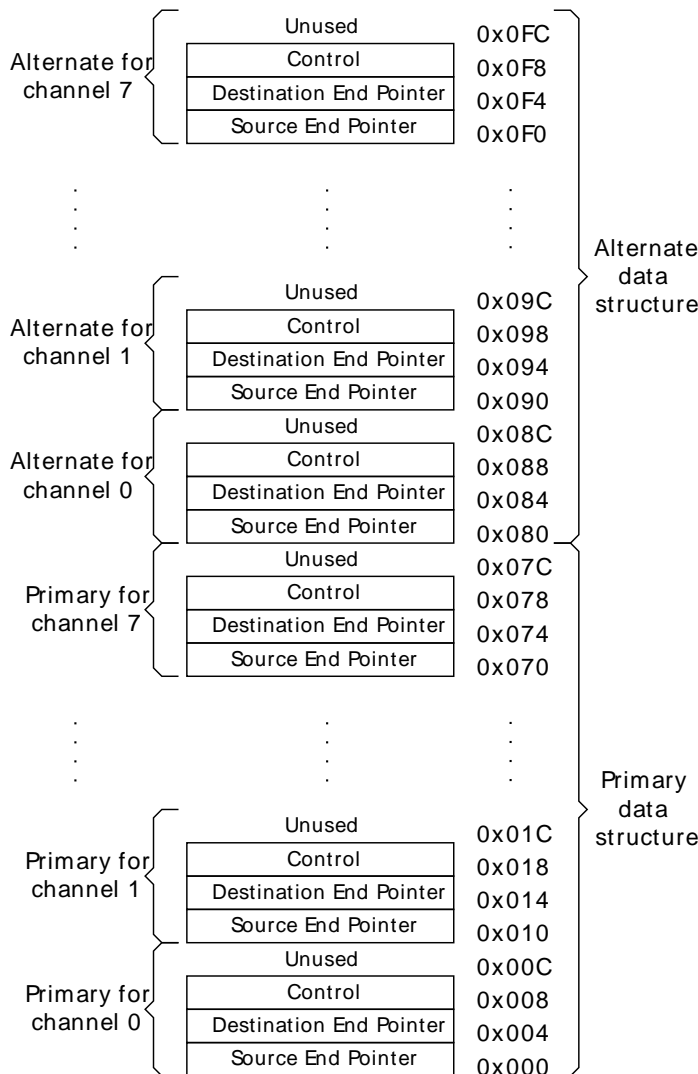 Unused 0x0FC
Alternate for channel 7
Control 0x0F8
Destination End Pointer 0x0F4
Source End Pointer 0x0F0
Alternate data structure
Unused 0x09C
Alternate for channel 1
Control 0x098
Destination End Pointer 0x094
Source End Pointer 0x090
Unused 0x08C
Alternate for channel 0
Control 0x088
Destination End Pointer 0x084
Source End Pointer 0x080
Unused 0x07C
Primary for channel 7
Control 0x078
Destination End Pointer 0x074
Source End Pointer 0x070
Primary data structure
Unused 0x01C
Primary for channel 1
Control 0x018
Destination End Pointer 0x014
Source End Pointer 0x010
Unused 0x00C
Primary for channel 0
Control 0x008
Destination End Pointer 0x004
Source End Pointer 0x000